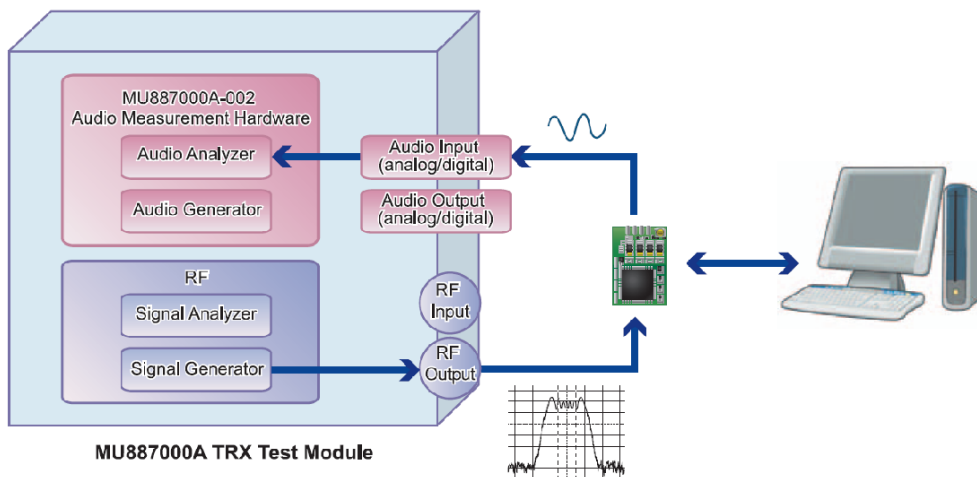 MU887000A-002
Audio Measurement Hardware
Audio Analyzer
Audio Generator
Audio Input
(analog/digital)
Audio Output
(analog/digital)
RF
Signal Analyzer
Signal Generator
RF
Input
RF
Output
MU887000A TRX Test Module